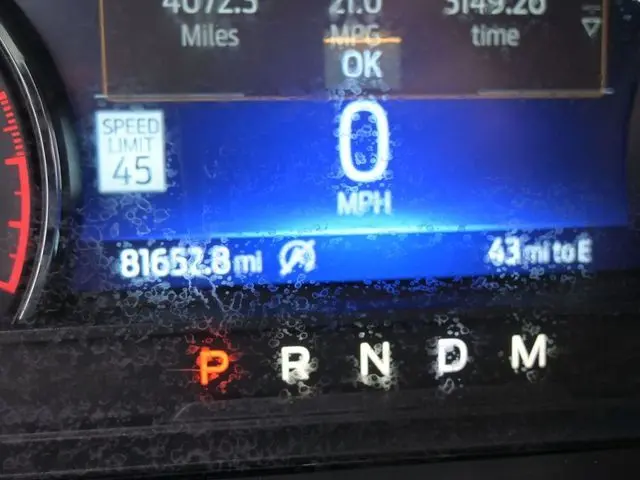 4072.5 21.0 3149.26
Miles MPG time
OK
SPEED
LIMIT
45
0
MPH
81652.8 mi 43 mi to E
P R N D M